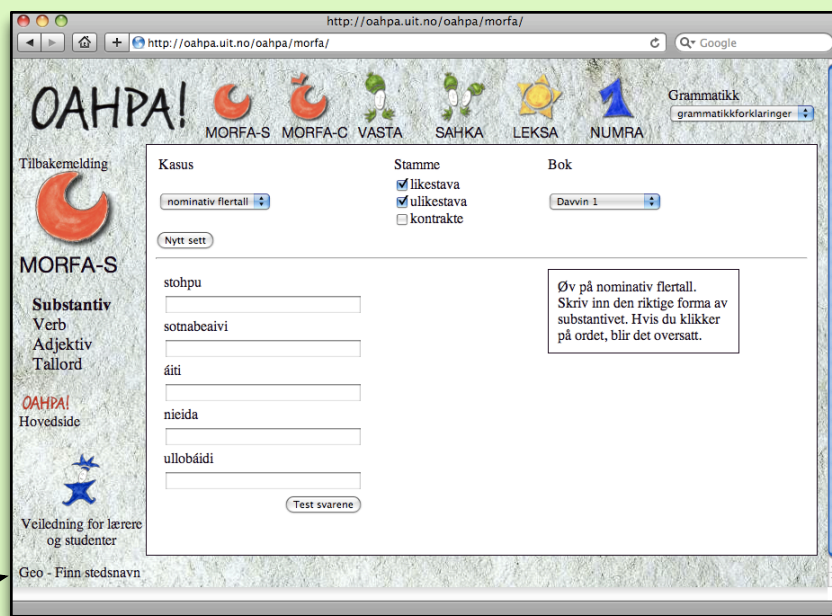 http://oahpa.uit.no/oahpa/morfa/
http://oahpa.uit.no/oahpa/morfa/
Google
OAHPA!
MORFA-S MORFA-C VASTA SAHKA LEKSA NUMRA
Grammatikk
grammatikkforklaringer
Tilbakemelding
MORFA-S
Substantiv
Verb
Adjektiv
Tallord
OAHPA!
Hovedside
Veiledning for lærere
og studenter
Geo - Finn stedsnavn
Kasus
nominativ flertall
Nytt sett
Stamme
likestava
ulikestava
kontrakte
Bok
Davvin 1
stohpu
sotnabeaivi
áiti
nieida
ullobáidi
Test svarene
Øv på nominativ flertall.
Skriv inn den riktige forma av
substantivet. Hvis du klikker
på ordet, blir det oversatt.